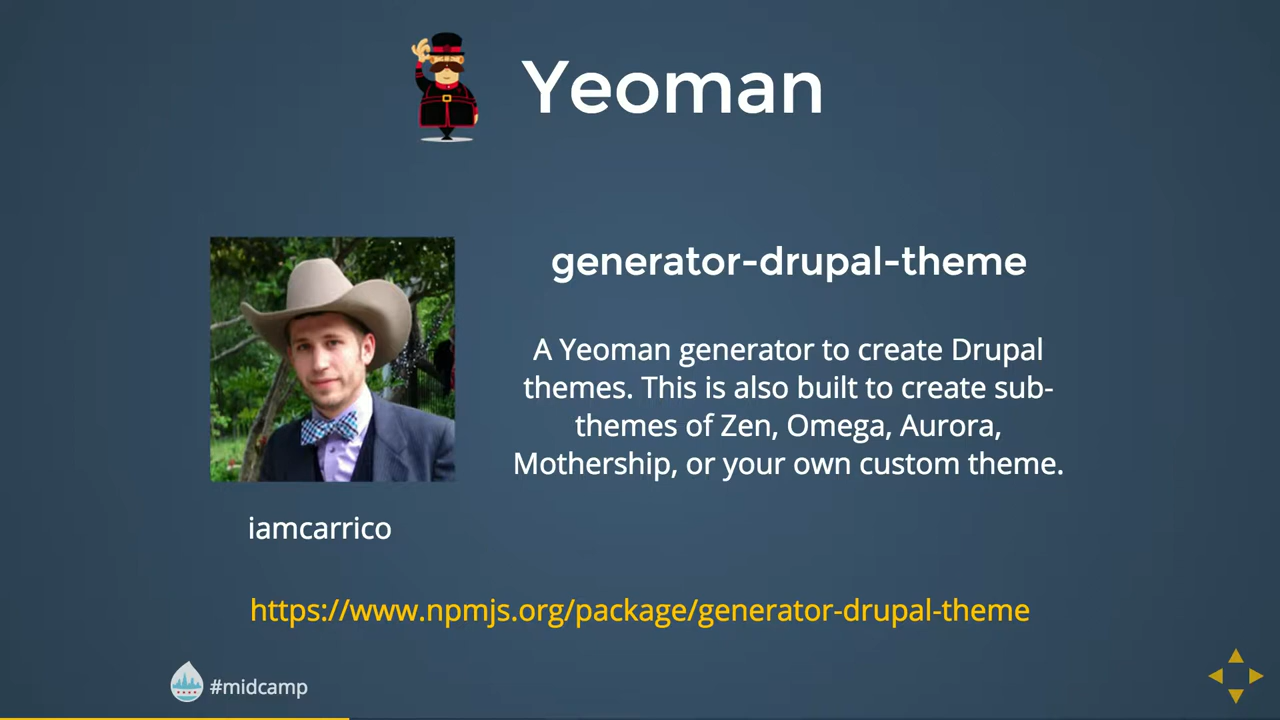 Yeoman
generator-drupal-theme
A Yeoman generator to create Drupal
themes. This is also built to create sub-
themes of Zen, Omega, Aurora,
Mothership, or your own custom theme.
iamcarrico
https://www.npmjs.org/package/generator-drupal-theme
#midcamp